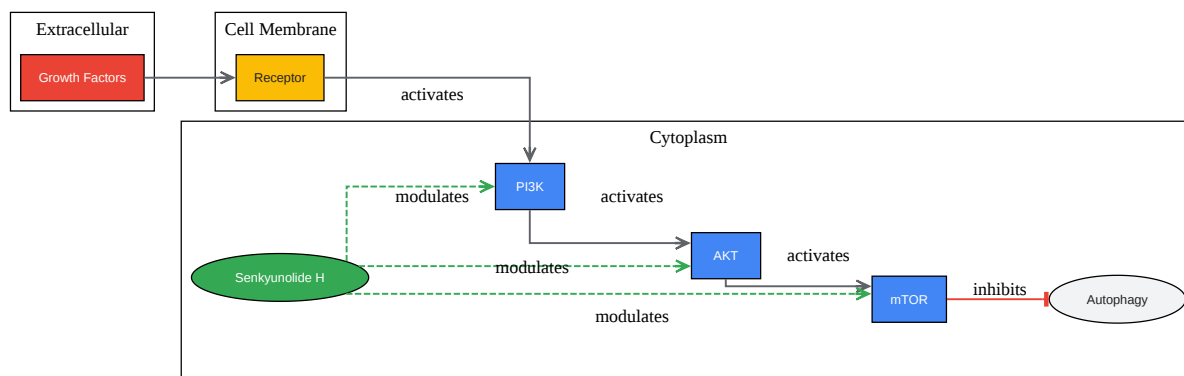 Extracellular
Cell Membrane
Growth Factors
Receptor
activates
Cytoplasm
PI3K
modulates
activates
AKT
activates
Senkyunolide H
modulates
mTOR
inhibits
Autophagy
modulates